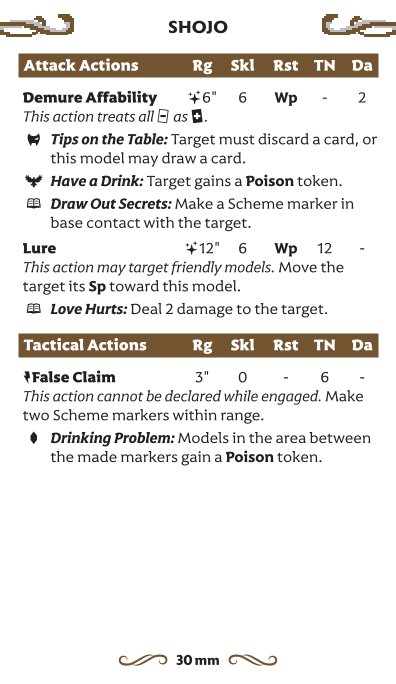 SHOJO
Attack Actions Rg Skl Rst TN Da
Demure Affability 6" 6 Wp - 2
This action treats all as .
Tips on the Table: Target must discard a card, or
this model may draw a card.
Have a Drink: Target gains a Poison token.
Draw Out Secrets: Make a Scheme marker in
base contact with the target.
Lure 12" 6 Wp 12 -
This action may target friendly models. Move the
target its Sp toward this model.
Love Hurts: Deal 2 damage to the target.
Tactical Actions Rg Skl Rst TN Da
False Claim 3" 0 - 6 -
This action cannot be declared while engaged. Make
two Scheme markers within range.
Drinking Problem: Models in the area between
the made markers gain a Poison token.
30 mm